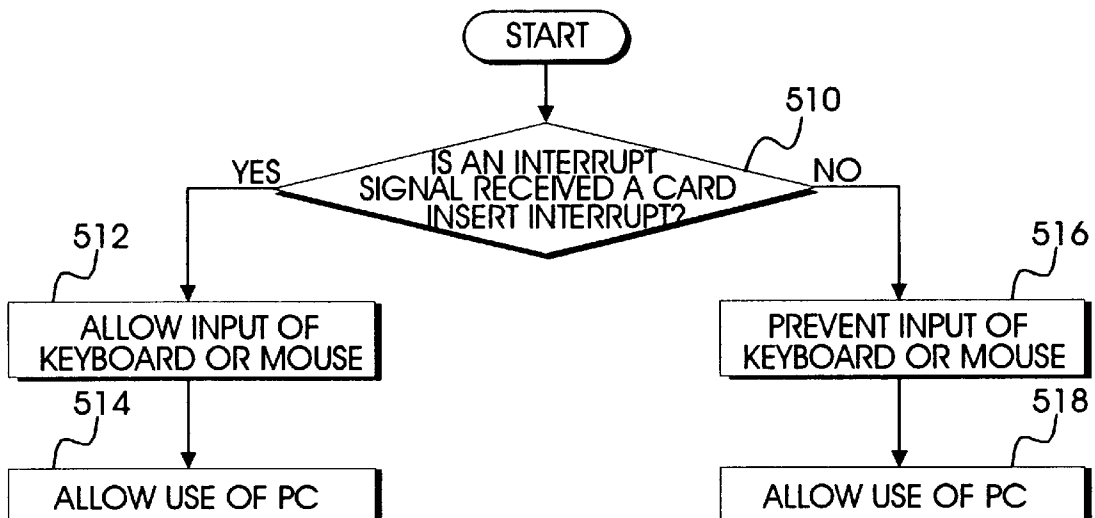 START
510
IS AN INTERRUPT
SIGNAL RECEIVED A CARD
INSERT INTERRUPT?
YES
NO
512
ALLOW INPUT OF
KEYBOARD OR MOUSE
516
PREVENT INPUT OF
KEYBOARD OR MOUSE
514
ALLOW USE OF PC
518
ALLOW USE OF PC